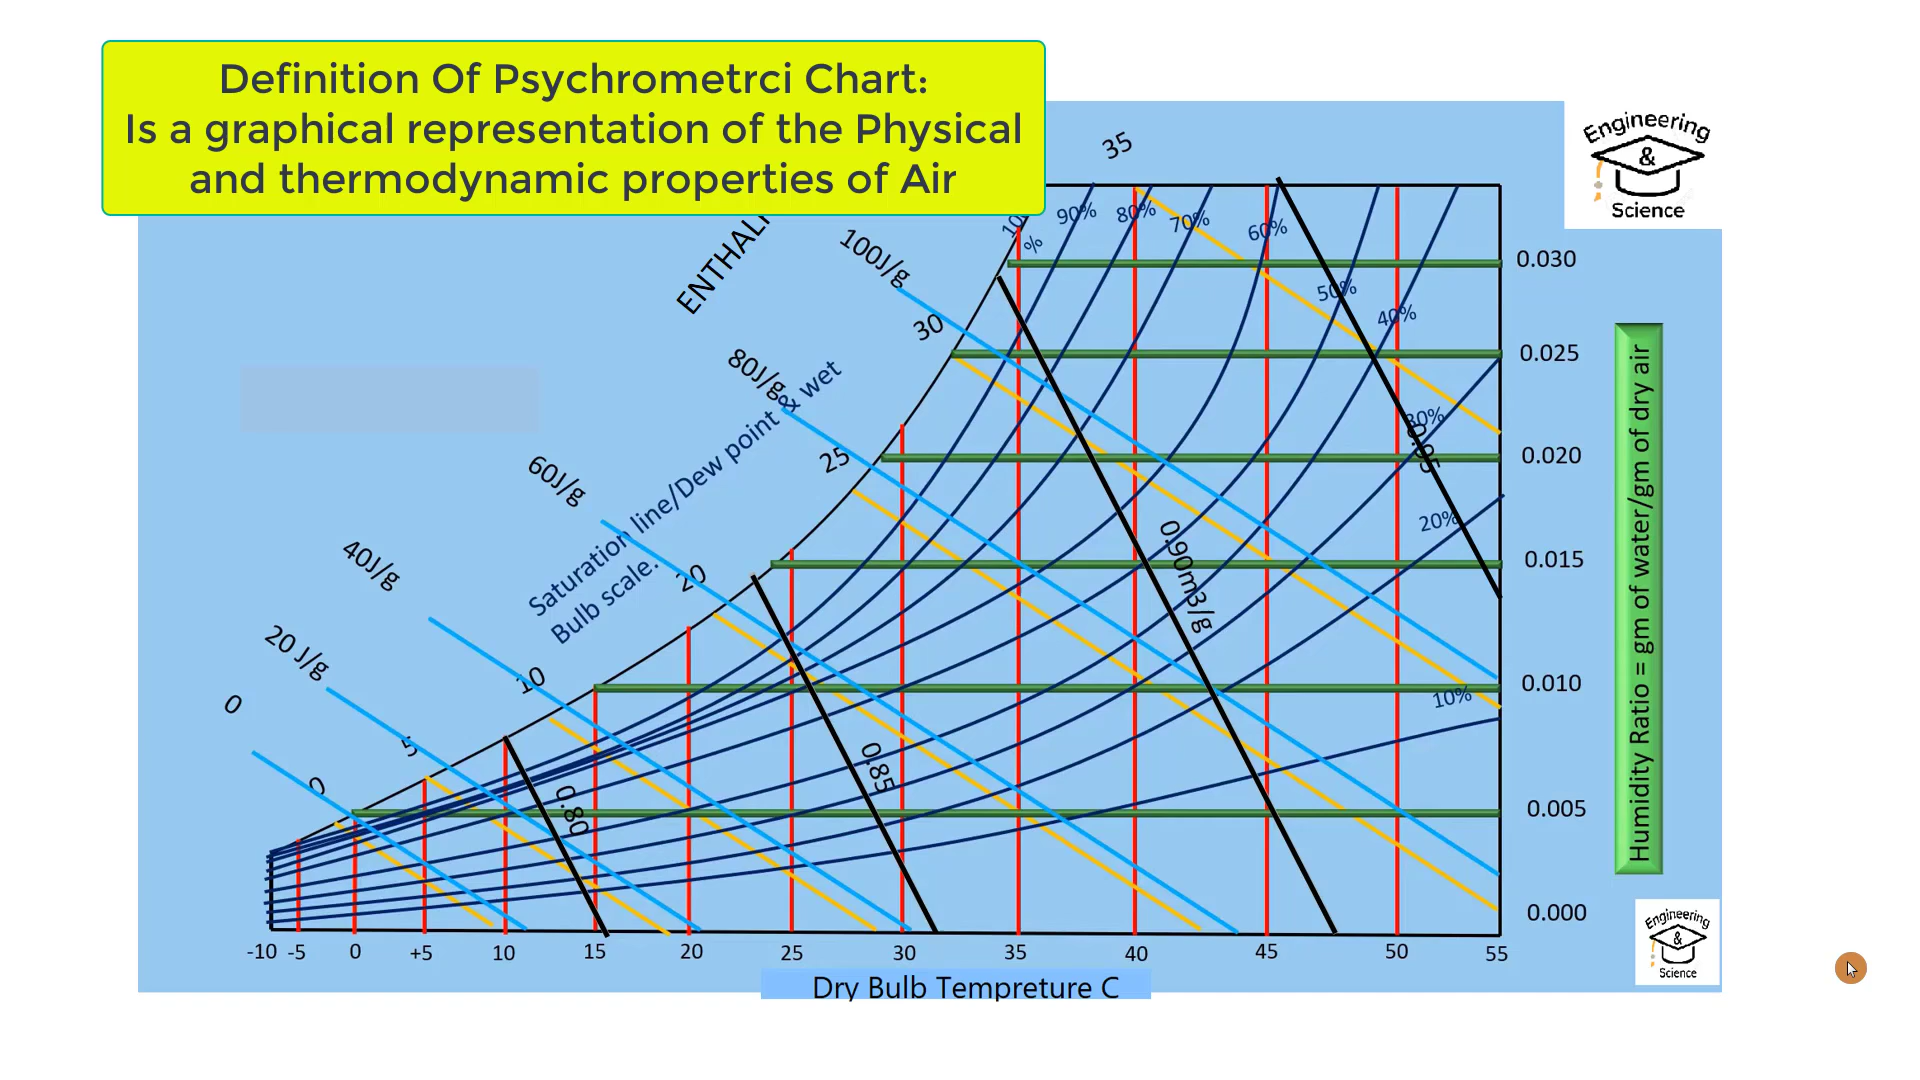 Definition Of Psychrometrci Chart:
Is a graphical representation of the Physical
and thermodynamic properties of Air
Engineering
&
Science
35
90%
80%
70%
60%
50%
40%
30%
20%
10%
%
100J/g
80J/g
60J/g
40J/g
20 J/g
0
30
25
20
10
5
0
Saturation line/Dew point & wet
Bulb scale.
0.80
0.85
0.90m3/g
0.95
0.030
0.025
0.020
0.015
0.010
0.005
0.000
Humidity Ratio = gm of water/gm of dry air
Engineering
&
Science
-10 -5 0 +5 10 15 20 25 30 35 40 45 50 55
Dry Bulb Tempreture C